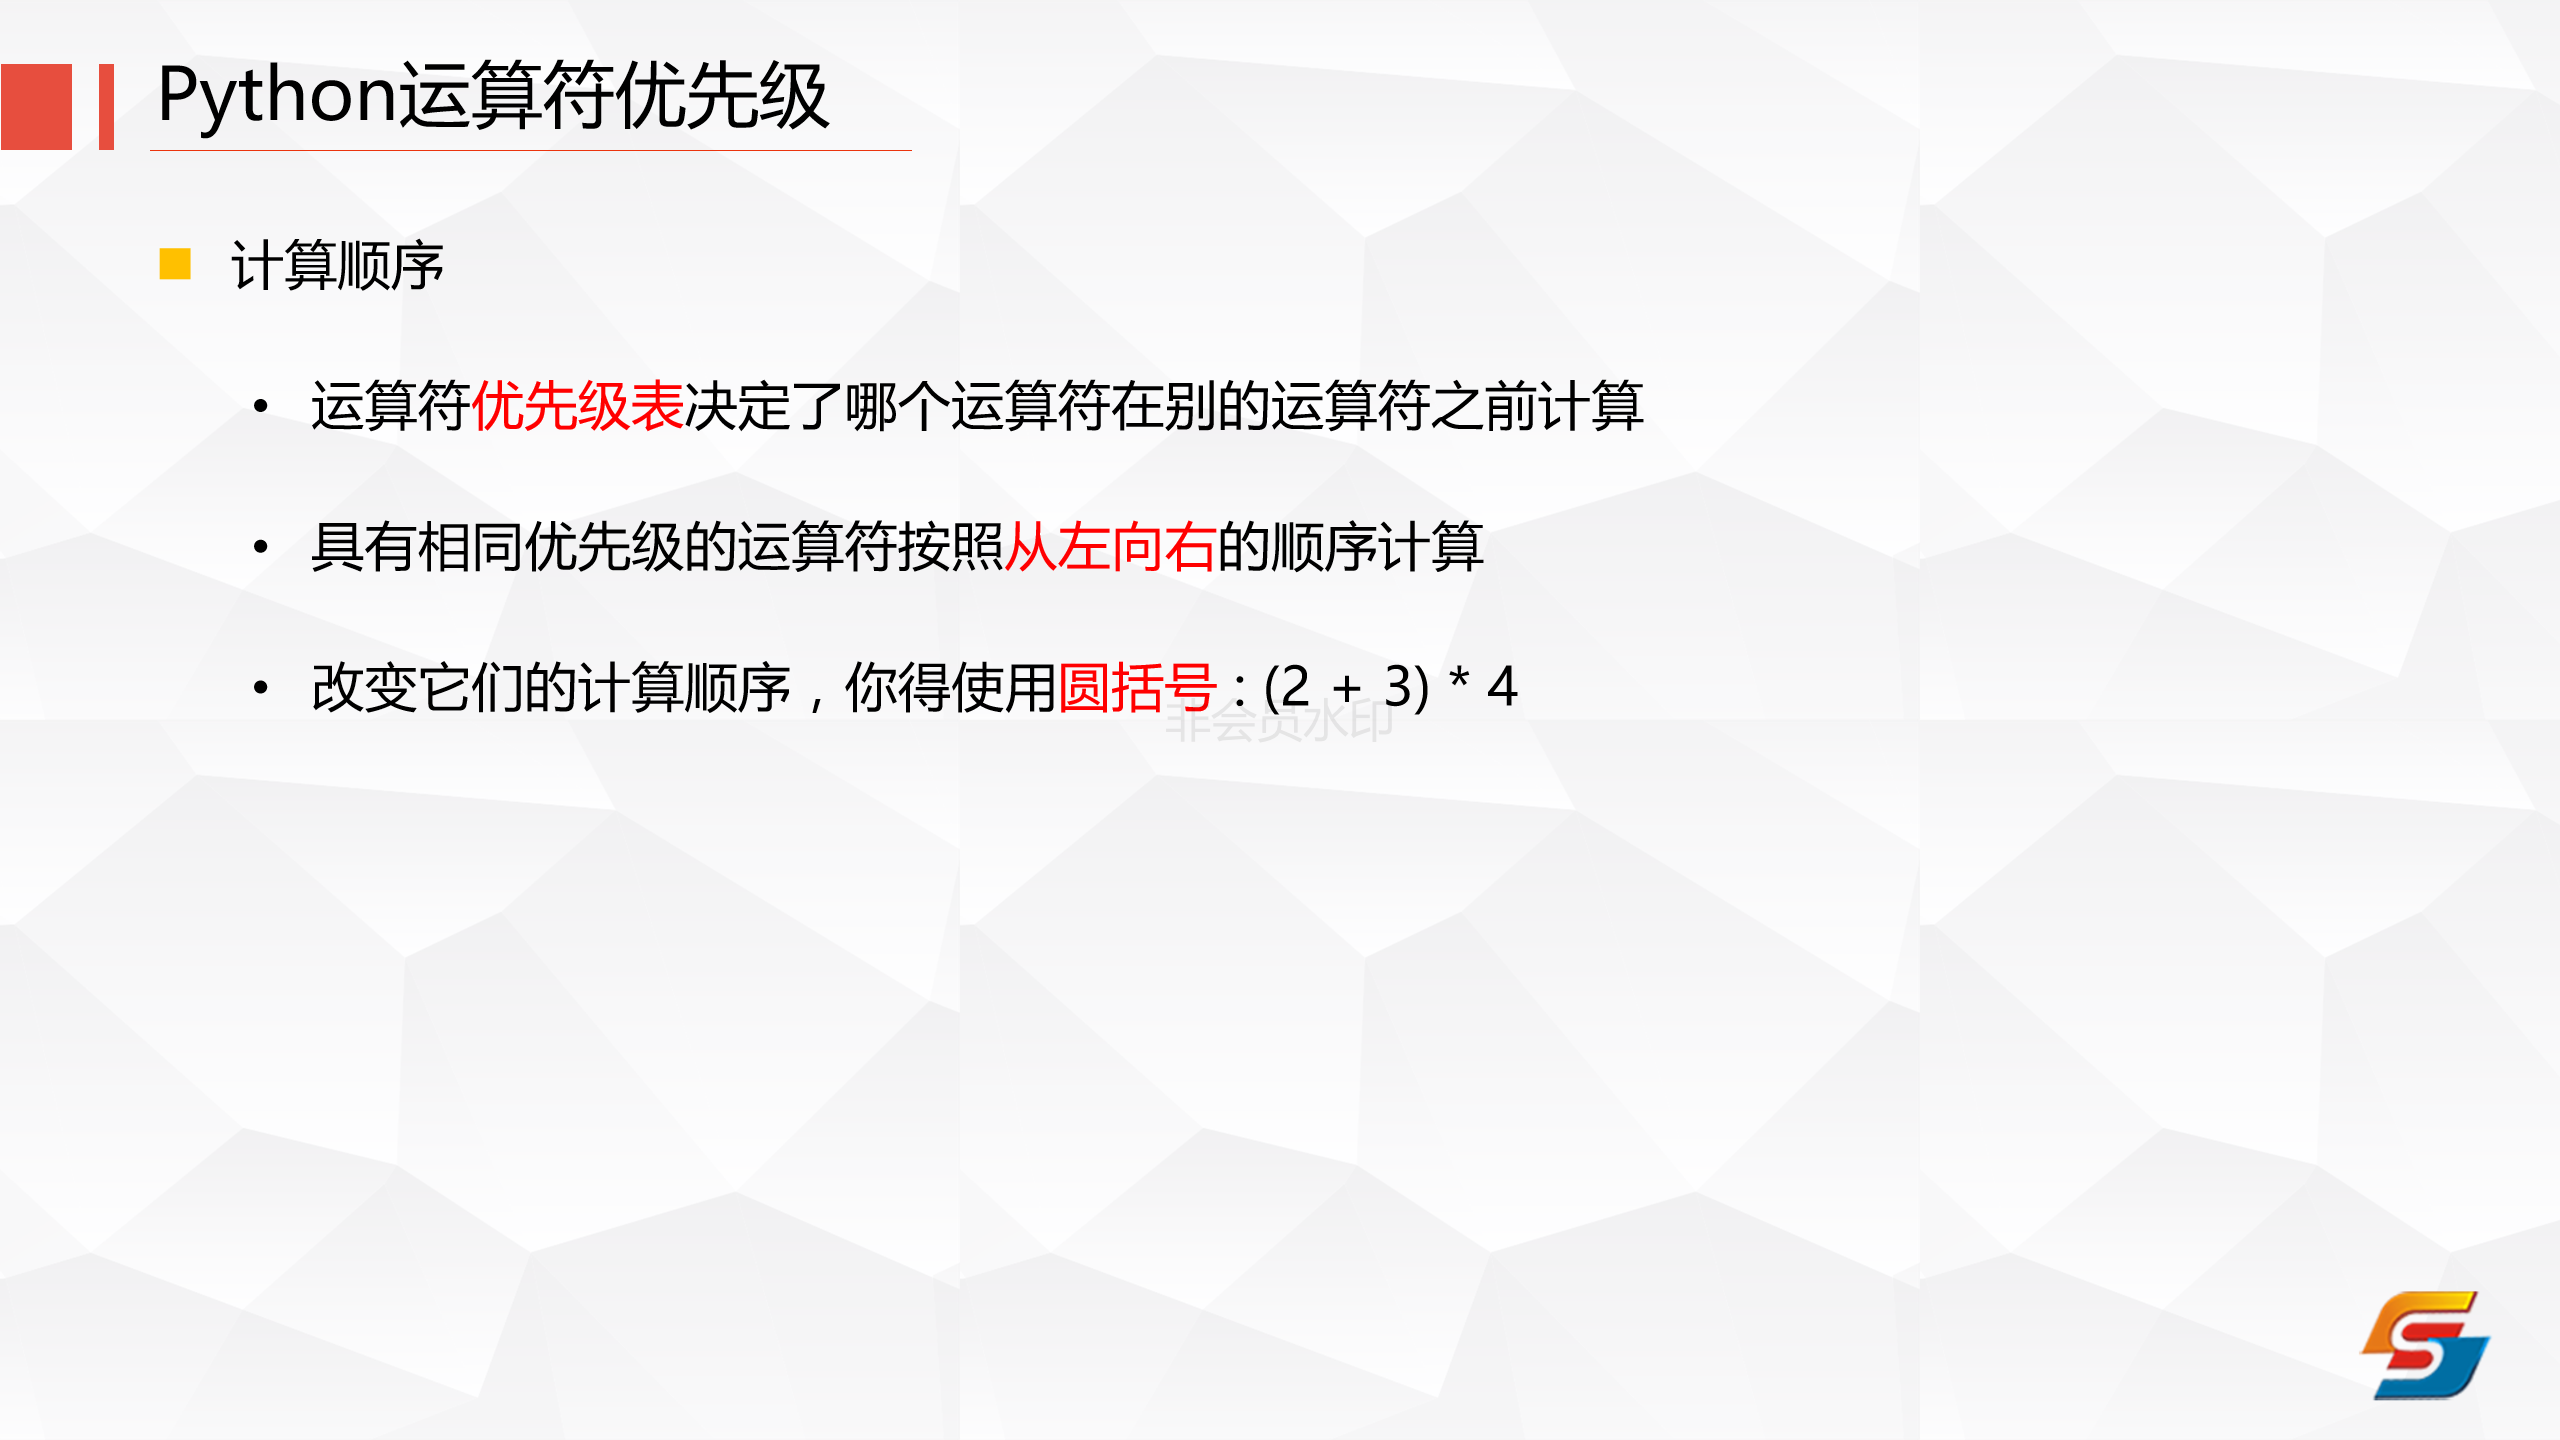 Python运算符优先级
计算顺序
• 运算符优先级表决定了哪个运算符在别的运算符之前计算
• 具有相同优先级的运算符按照从左向右的顺序计算
• 改变它们的计算顺序，你得使用圆括号：(2 + 3) * 4
非会员水印